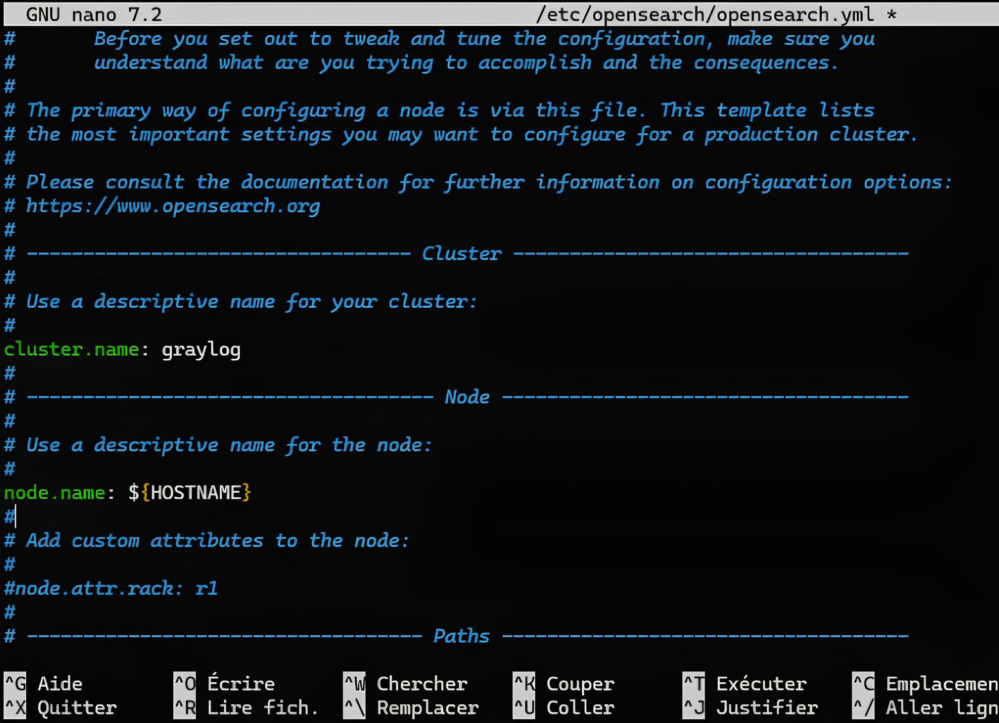 GNU nano 7.2 /etc/opensearch/opensearch.yml *
#       Before you set out to tweak and tune the configuration, make sure you
#       understand what are you trying to accomplish and the consequences.
#
# The primary way of configuring a node is via this file. This template lists
# the most important settings you may want to configure for a production cluster.
#
# Please consult the documentation for further information on configuration options:
# https://www.opensearch.org
#
# ---------------------------------- Cluster -----------------------------------
#
# Use a descriptive name for your cluster:
#
cluster.name: graylog
#
# ------------------------------------ Node ------------------------------------
#
# Use a descriptive name for the node:
#
node.name: ${HOSTNAME}
#
# Add custom attributes to the node:
#
#node.attr.rack: r1
#
# ----------------------------------- Paths ------------------------------------
^G Aide ^O Écrire ^W Chercher ^K Couper ^T Exécuter ^C Emplacemen
^X Quitter ^R Lire fich. ^\ Remplacer ^U Coller ^J Justifier ^/ Aller lign